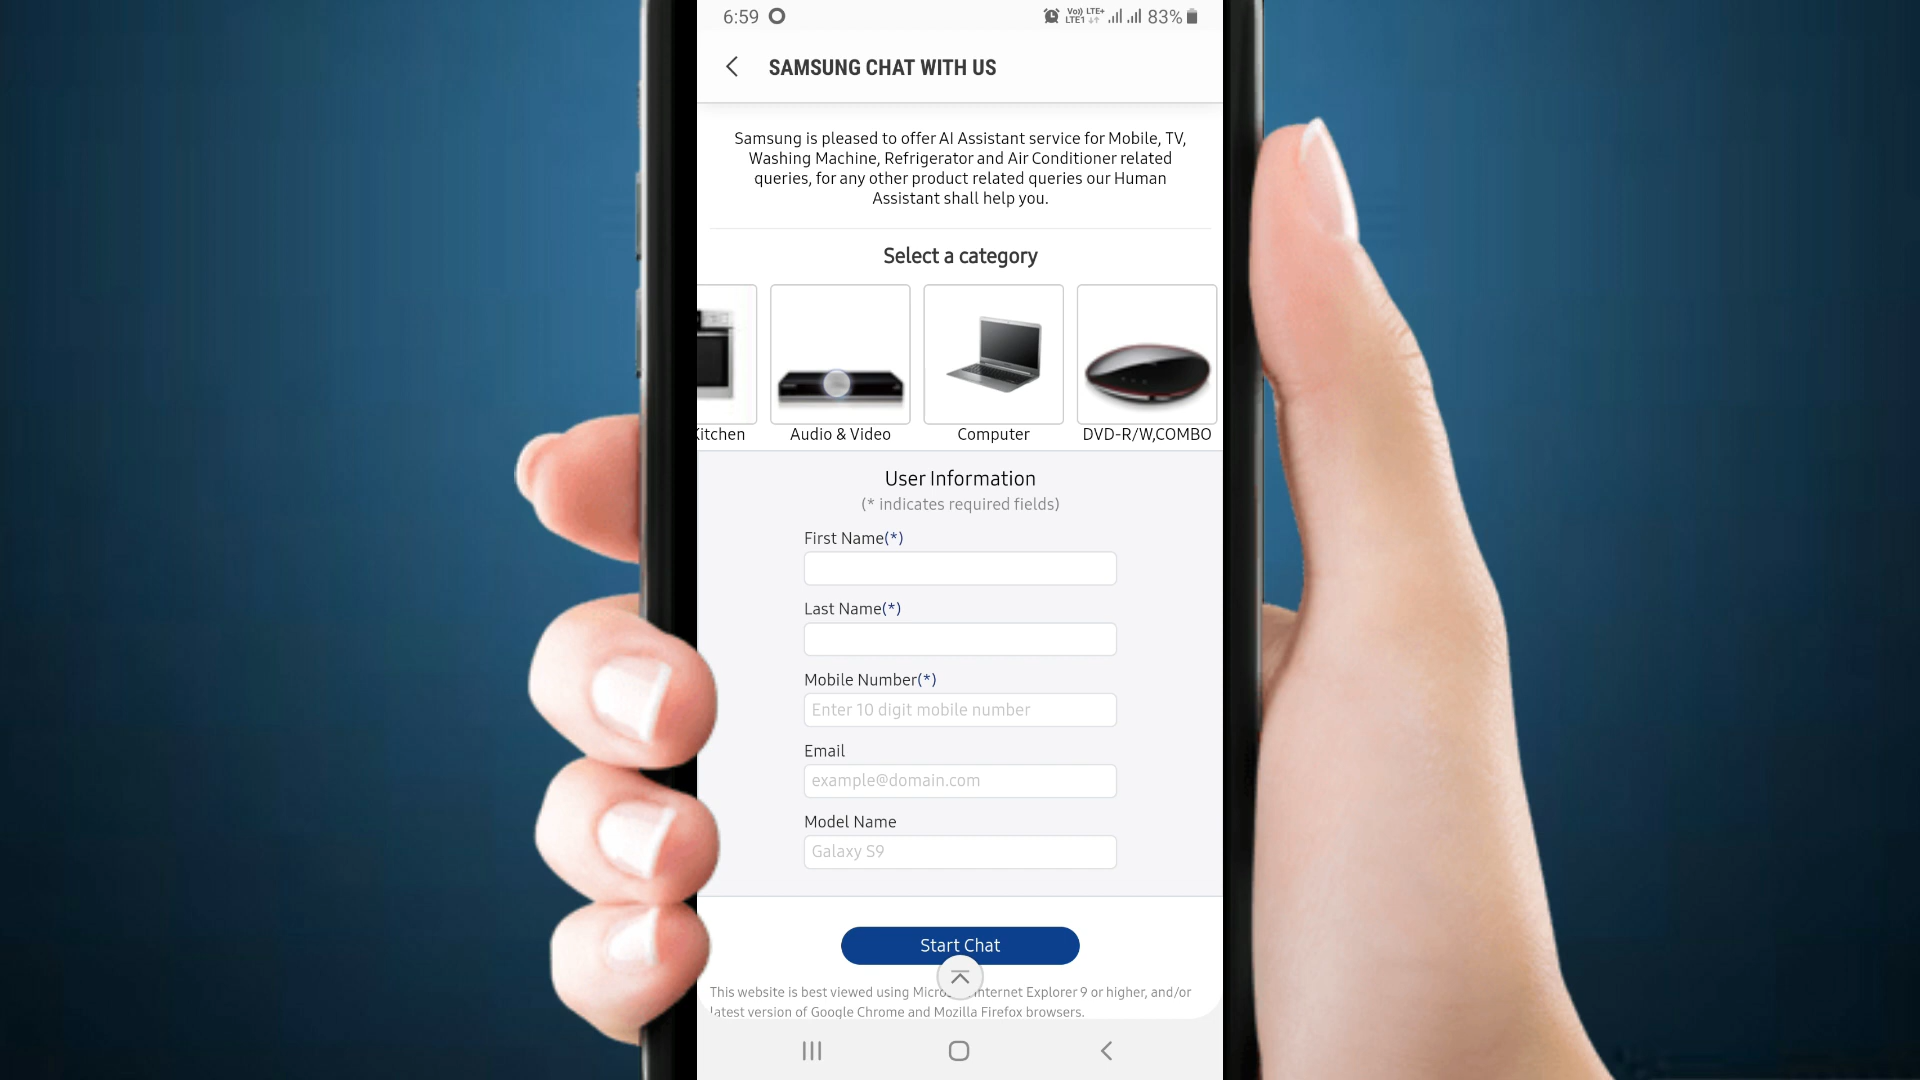 6:59
Vo)) LTE+
LTE1
83%
SAMSUNG CHAT WITH US
Samsung is pleased to offer AI Assistant service for Mobile, TV,
Washing Machine, Refrigerator and Air Conditioner related
queries, for any other product related queries our Human
Assistant shall help you.
Select a category
Kitchen
Audio & Video
Computer
DVD-R/W,COMBO
User Information
(* indicates required fields)
First Name(*)
Last Name(*)
Mobile Number(*)
Enter 10 digit mobile number
Email
example@domain.com
Model Name
Galaxy S9
Start Chat
This website is best viewed using Internet Explorer 9 or higher, and/or
latest version of Google Chrome and Mozilla Firefox browsers.